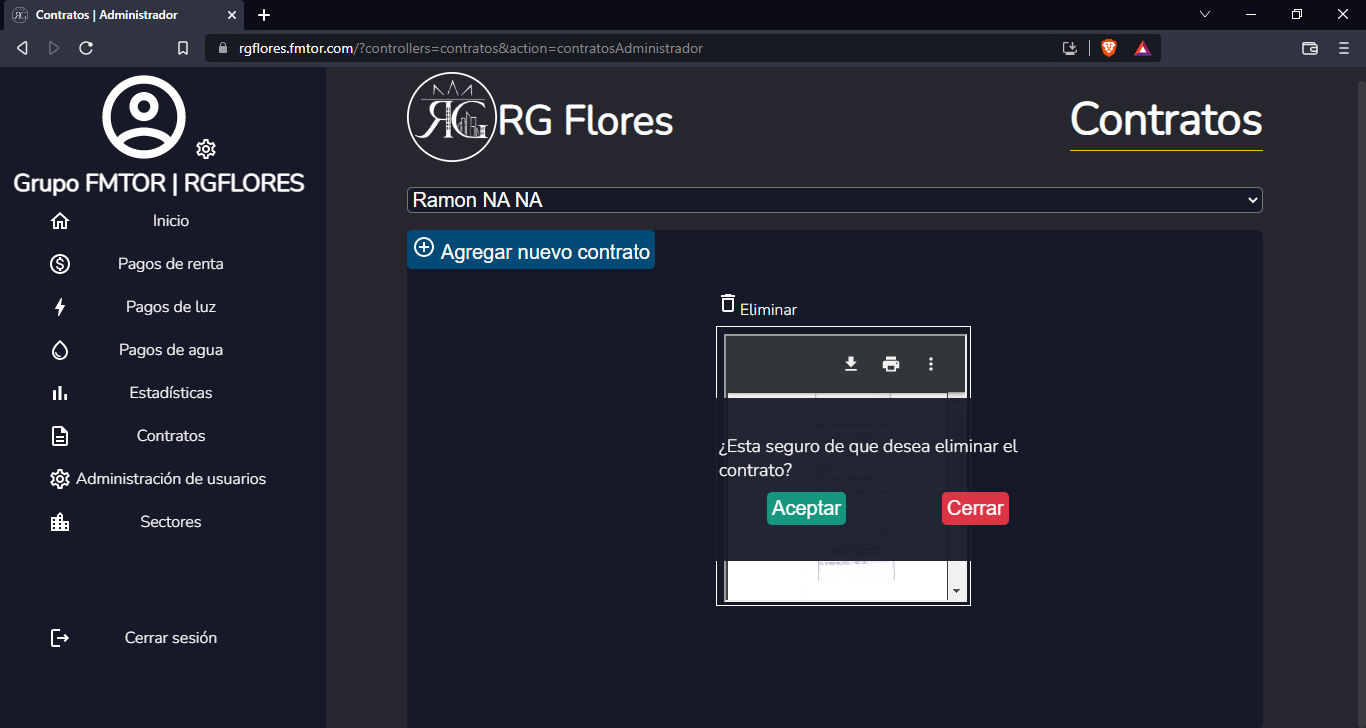 Contratos | Administrador
rgflores.fmtor.com/?controllers=contratos&action=contratosAdministrador
Grupo FMTOR | RGFLORES
Inicio
Pagos de renta
Pagos de luz
Pagos de agua
Estadísticas
Contratos
Administración de usuarios
Sectores
Cerrar sesión
RG Flores
Contratos
Ramon NA NA
Agregar nuevo contrato
Eliminar
¿Esta seguro de que desea eliminar el
contrato?
Aceptar
Cerrar